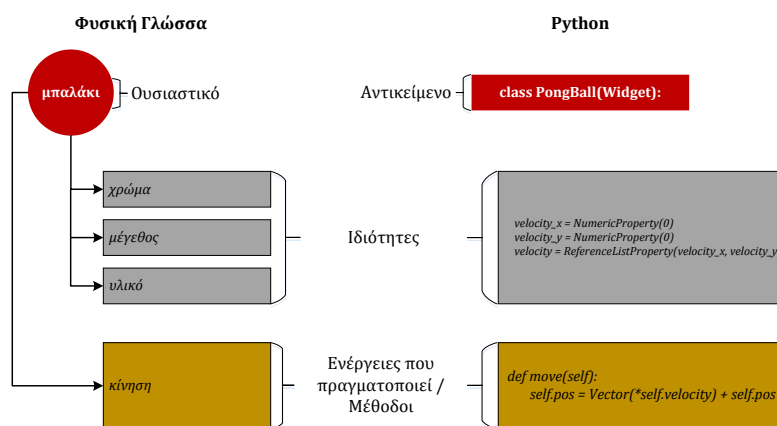 Φυσική Γλώσσα
Python
μπαλάκι
Ουσιαστικό
Αντικείμενο
class PongBall(Widget):
χρώμα
μέγεθος
υλικό
Ιδιότητες
velocity_x = NumericProperty(0)
velocity_y = NumericProperty(0)
velocity = ReferenceListProperty(velocity_x, velocity_y
κίνηση
Ενέργειες που
πραγματοποιεί /
Μέθοδοι
def move(self):
self.pos = Vector(*self.velocity) + self.pos